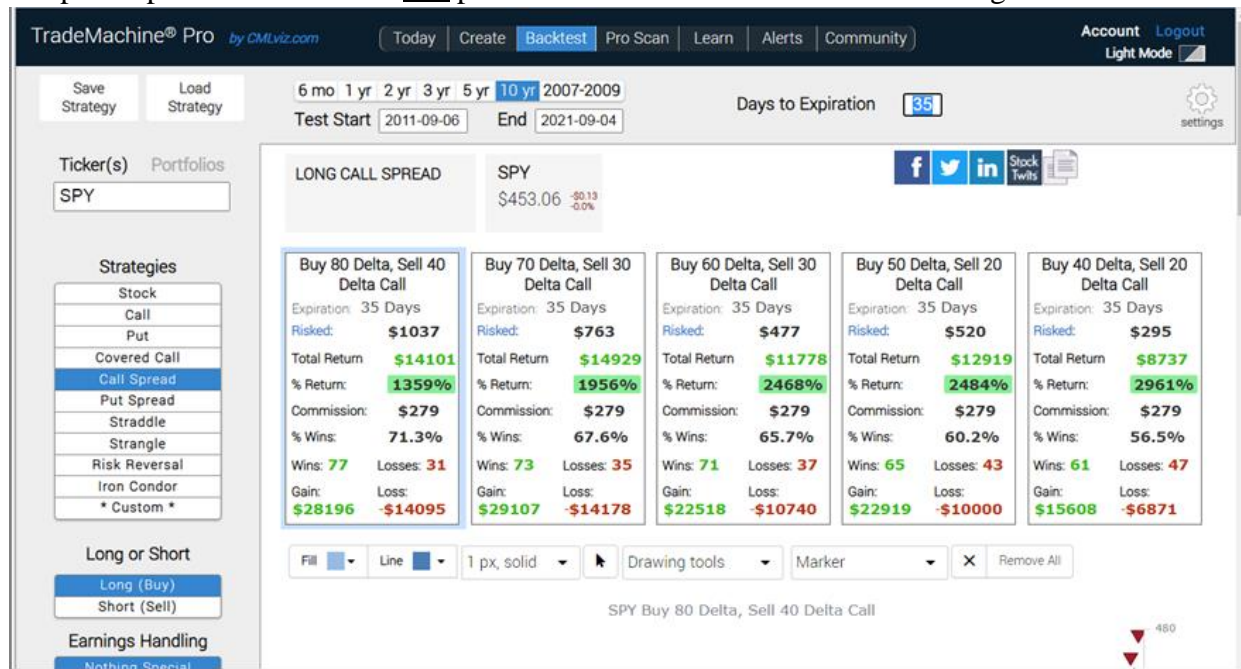 TradeMachine® Pro by CMLviz.com Today Create Backtest Pro Scan Learn Alerts Community Account Logout
Light Mode
Save Strategy Load Strategy
6 mo 1 yr 2 yr 3 yr 5 yr 10 yr 2007-2009
Test Start 2011-09-06 End 2021-09-04
Days to Expiration 35
settings
Ticker(s) Portfolios
SPY
LONG CALL SPREAD
SPY
$453.06 -$0.13
-0.0%
f in Stock Twits
Strategies
Stock
Call
Put
Covered Call
Call Spread
Put Spread
Straddle
Strangle
Risk Reversal
Iron Condor
* Custom *
Long or Short
Long (Buy)
Short (Sell)
Earnings Handling
Nothing Special
Buy 80 Delta, Sell 40
Delta Call
Expiration: 35 Days
Risked: $1037
Total Return $14101
% Return: 1359%
Commission: $279
% Wins: 71.3%
Wins: 77 Losses: 31
Gain: Loss:
$28196 -$14095
Buy 70 Delta, Sell 30
Delta Call
Expiration: 35 Days
Risked: $763
Total Return $14929
% Return: 1956%
Commission: $279
% Wins: 67.6%
Wins: 73 Losses: 35
Gain: Loss:
$29107 -$14178
Buy 60 Delta, Sell 30
Delta Call
Expiration: 35 Days
Risked: $477
Total Return $11778
% Return: 2468%
Commission: $279
% Wins: 65.7%
Wins: 71 Losses: 37
Gain: Loss:
$22518 -$10740
Buy 50 Delta, Sell 20
Delta Call
Expiration: 35 Days
Risked: $520
Total Return $12919
% Return: 2484%
Commission: $279
% Wins: 60.2%
Wins: 65 Losses: 43
Gain: Loss:
$22919 -$10000
Buy 40 Delta, Sell 20
Delta Call
Expiration: 35 Days
Risked: $295
Total Return $8737
% Return: 2961%
Commission: $279
% Wins: 56.5%
Wins: 61 Losses: 47
Gain: Loss:
$15608 -$6871
Fill Line 1 px, solid Drawing tools Marker X Remove All
SPY Buy 80 Delta, Sell 40 Delta Call
480